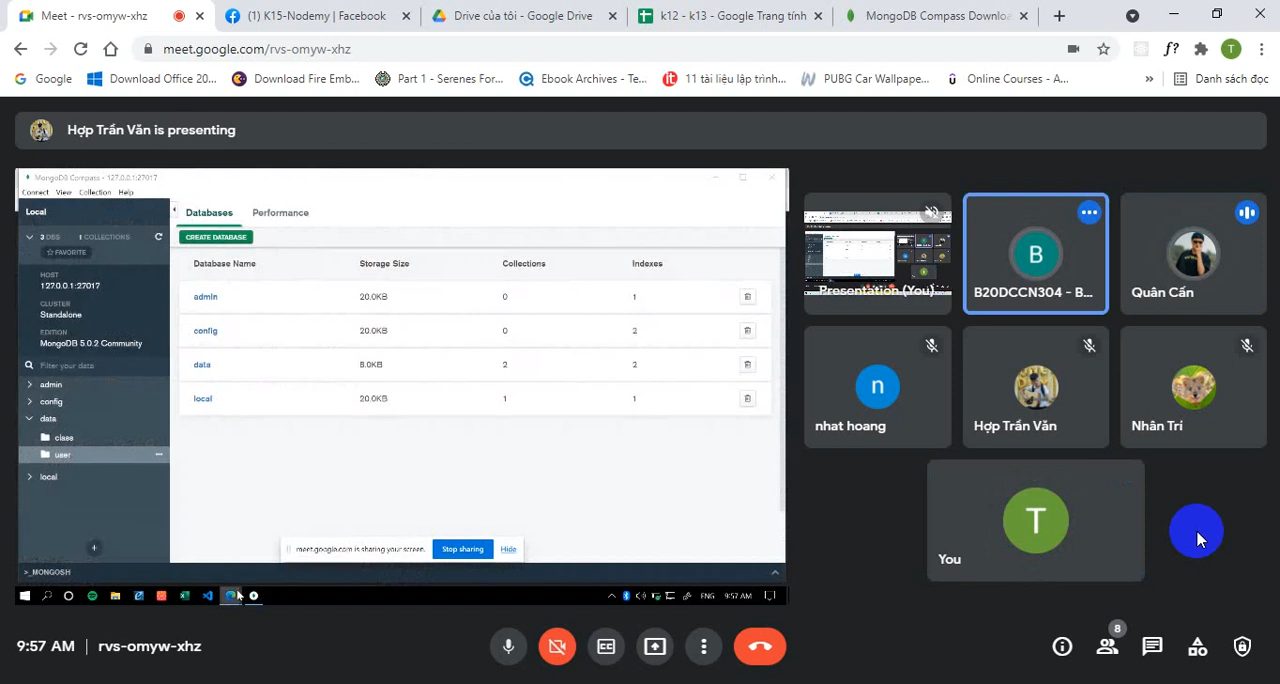 Meet - rvs-omyw-xhz
(1) K15-Nodemy | Facebook
Drive của tôi - Google Drive
k12 - k13 - Google Trang tính
MongoDB Compass Downloa
meet.google.com/rvs-omyw-xhz
f?
T
Google
Download Office 20...
Download Fire Emb...
Part 1 - Serenes For...
Ebook Archives - Te...
11 tài liệu lập trình...
PUBG Car Wallpape...
Online Courses - A...
»
Danh sách đọc
Hợp Trần Văn is presenting
MongoDB Compass - 127.0.0.1:27017
Connect View Collection Help
Local
3 DBS 1 COLLECTIONS
FAVORITE
HOST
127.0.0.1:27017
CLUSTER
Standalone
EDITION
MongoDB 5.0.2 Community
Filter your data
admin
config
data
class
user
local
Databases Performance
CREATE DATABASE
Database Name Storage Size Collections Indexes
admin 20.0KB 0 1
config 20.0KB 0 2
data 8.0KB 2 2
local 20.0KB 1 1
meet.google.com is sharing your screen. Stop sharing Hide
>_MONGOSH
ENG 9:57 AM
Presentation (You)
B
B20DCCN304 - B...
Quân Cấn
n
nhat hoang
Hợp Trần Văn
Nhân Trí
T
You
9:57 AM | rvs-omyw-xhz
CC
8